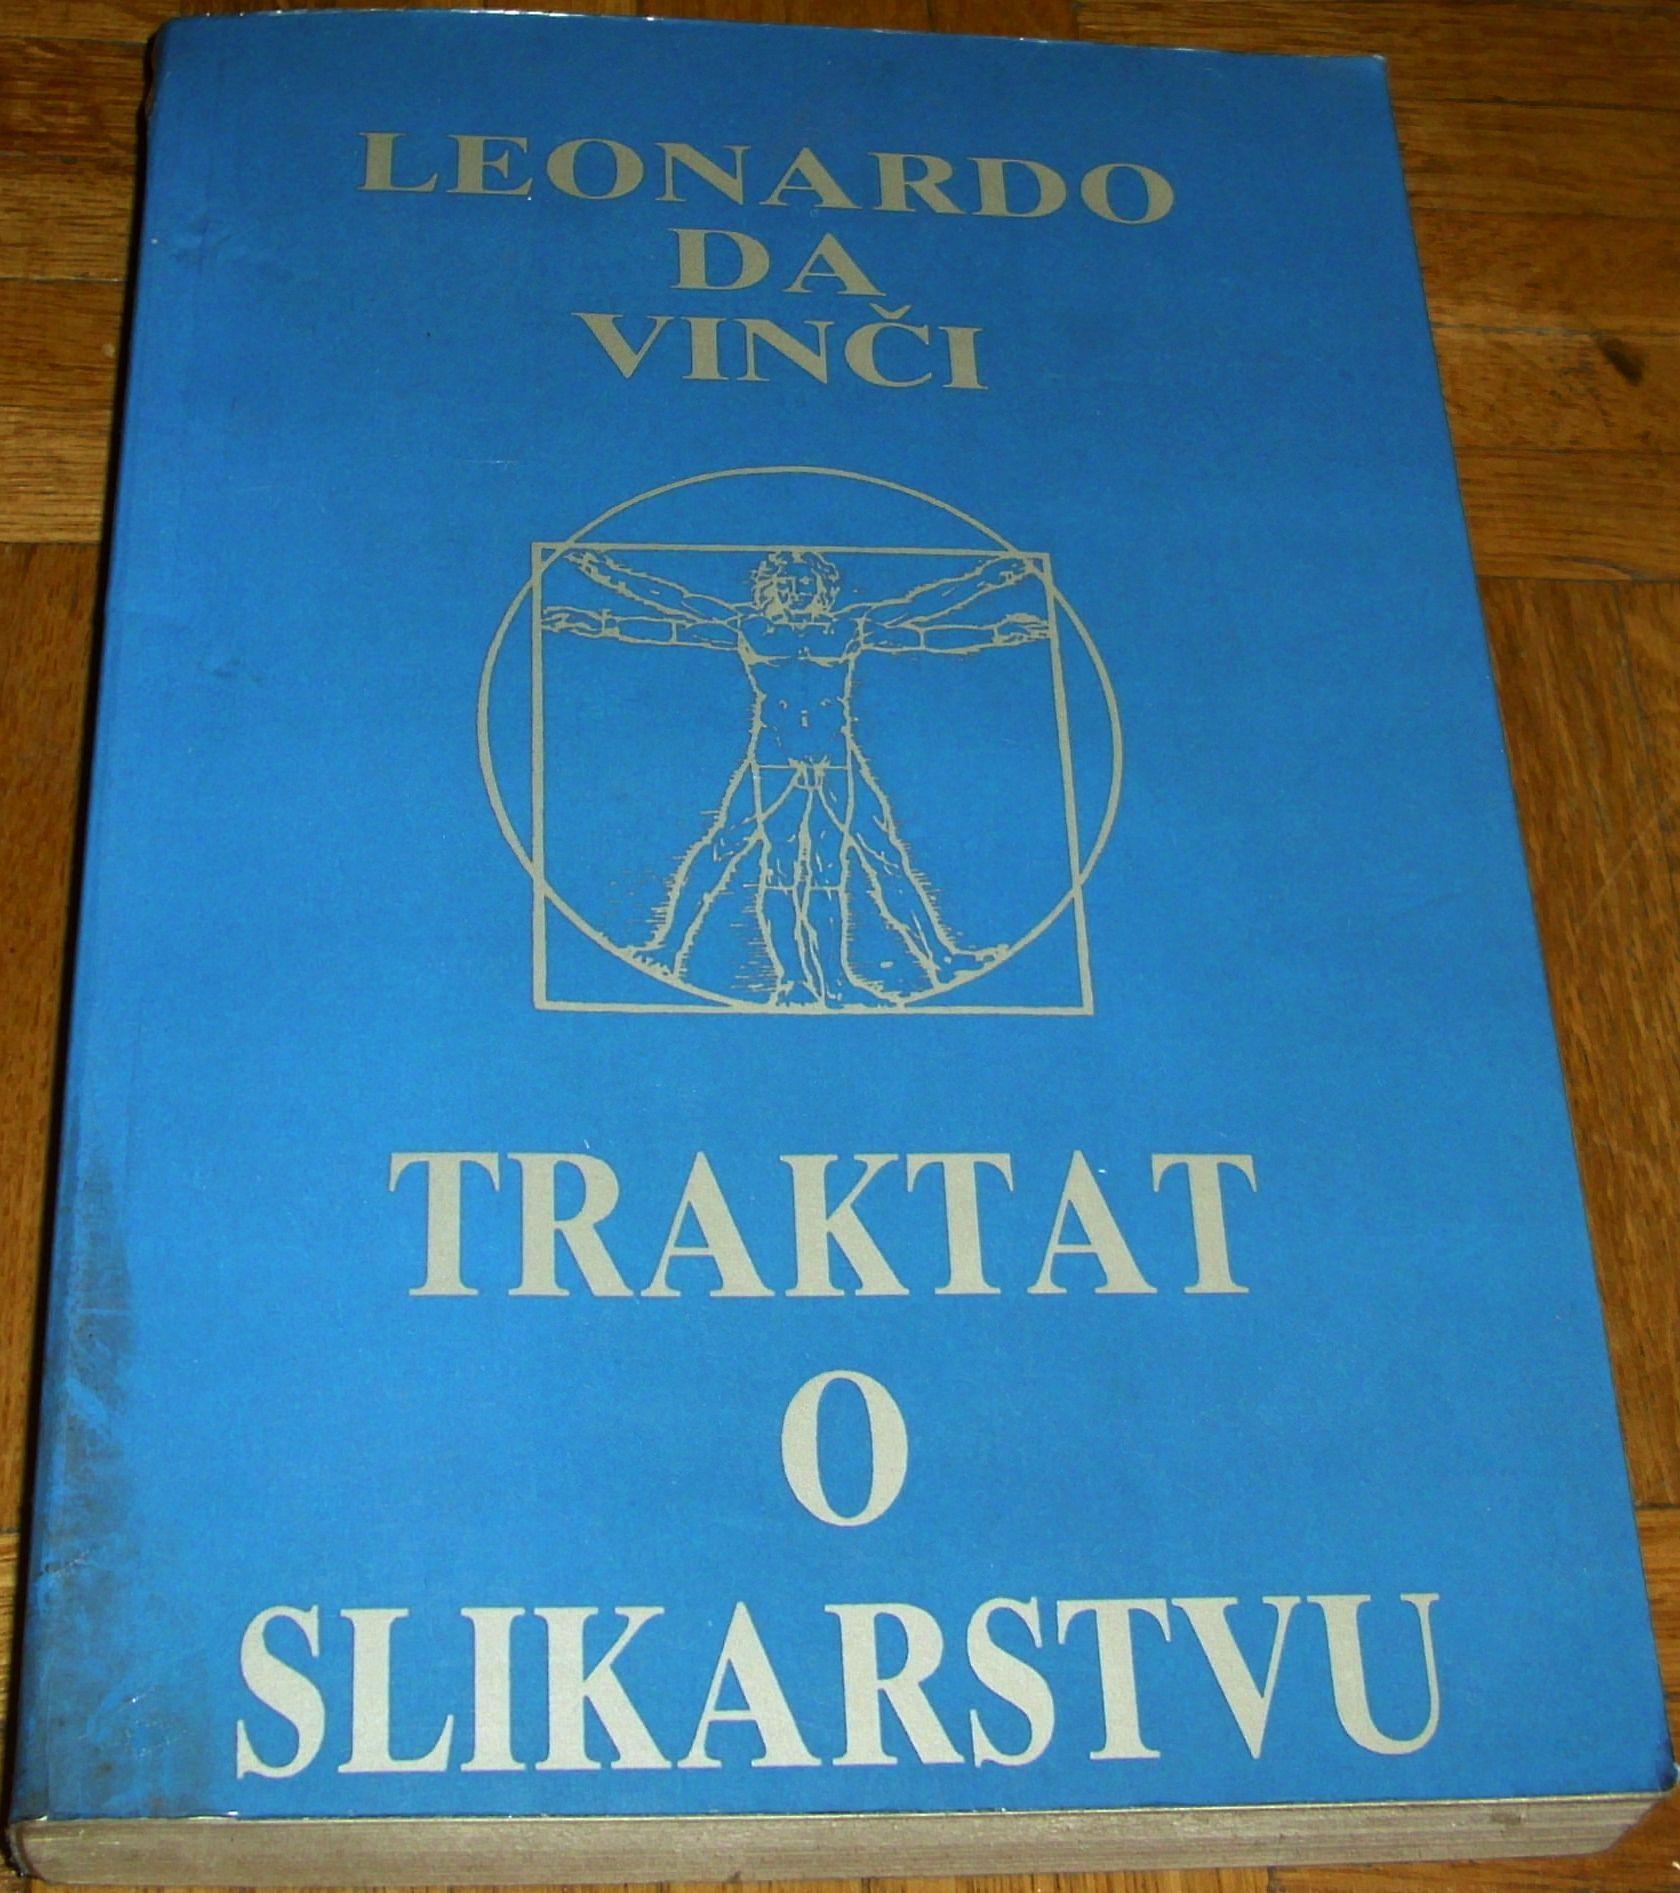 LEONARDO
DA
VINČI
TRAKTAT
O
SLIKARSTVU